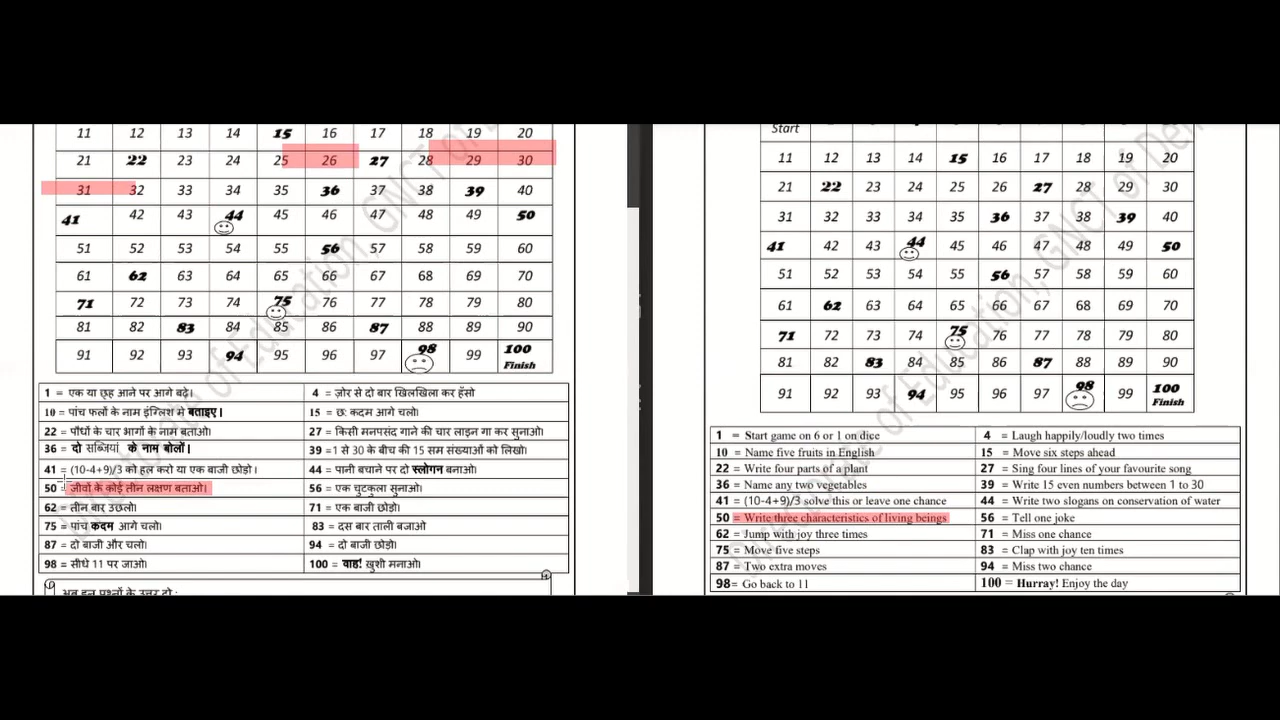 11 12 13 14 15 16 17 18 19 20
21 22 23 24 25 26 27 28 29 30
31 32 33 34 35 36 37 38 39 40
41 42 43 44 45 46 47 48 49 50
51 52 53 54 55 56 57 58 59 60
61 62 63 64 65 66 67 68 69 70
71 72 73 74 75 76 77 78 79 80
81 82 83 84 85 86 87 88 89 90
91 92 93 94 95 96 97 98 99 100
Finish
1 = एक या छ्ह आने पर आगे बढ़े। 4 = ज़ोर से दो बार खिलखिला कर हँसो
10 = पांच फलों के नाम इंग्लिश मे बताइए। 15 = छ: कदम आगे चलो।
22 = पौधों के चार भागों के नाम बताओ। 27 = किसी मनपसंद गाने की चार लाइन गा कर सुनाओ।
36 = दो सब्जियां के नाम बोलों। 39 =1 से 30 के बीच की 15 सम संख्याओं को लिखो।
41 = (10-4+9)/3 को हल करो या एक बाजी छोड़ो। 44 = पानी बचाने पर दो स्लोगन बनाओ।
50 = जीवों के कोई तीन लक्षण बताओ। 56 = एक चुटकुला सुनाओ।
62 = तीन बार उछलो। 71 = एक बाजी छोड़ो।
75 = पांच कदम आगे चलो। 83 = दस बार ताली बजाओ
87 = दो बाजी और चलो। 94 = दो बाजी छोड़ो।
98 = सीधे 11 पर जाओ। 100 = वाह! खुशी मनाओ।
अब इन प्रश्नों के उत्तर दो :
Start
11 12 13 14 15 16 17 18 19 20
21 22 23 24 25 26 27 28 29 30
31 32 33 34 35 36 37 38 39 40
41 42 43 44 45 46 47 48 49 50
51 52 53 54 55 56 57 58 59 60
61 62 63 64 65 66 67 68 69 70
71 72 73 74 75 76 77 78 79 80
81 82 83 84 85 86 87 88 89 90
91 92 93 94 95 96 97 98 99 100
Finish
1 = Start game on 6 or 1 on dice 4 = Laugh happily/loudly two times
10 = Name five fruits in English 15 = Move six steps ahead
22 = Write four parts of a plant 27 = Sing four lines of your favourite song
36 = Name any two vegetables 39 = Write 15 even numbers between 1 to 30
41 = (10-4+9)/3 solve this or leave one chance 44 = Write two slogans on conservation of water
50 = Write three characteristics of living beings 56 = Tell one joke
62 = Jump with joy three times 71 = Miss one chance
75 = Move five steps 83 = Clap with joy ten times
87 = Two extra moves 94 = Miss two chance
98= Go back to 11 100 = Hurray! Enjoy the day